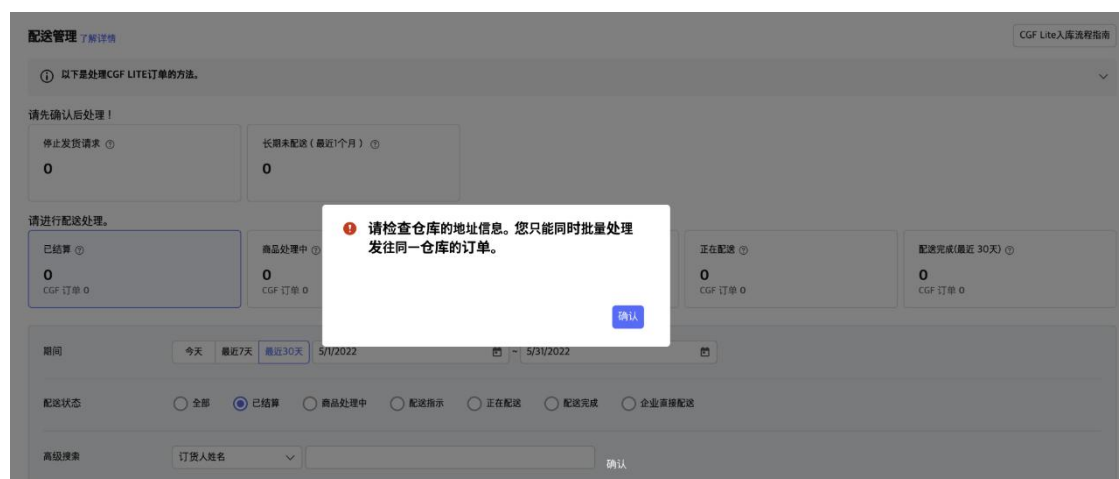 配送管理 了解详情
CGF Lite入库流程指南
以下是处理CGF LITE订单的方法。
请先确认后处理！
停止发货请求
长期未配送（最近1个月）
0
0
请进行配送处理。
请检查仓库的地址信息。您只能同时批量处理
发往同一仓库的订单。
确认
已结算
商品处理中
正在配送
配送完成(最近 30天)
0
0
0
0
CGF 订单 0
CGF 订单 0
CGF 订单 0
CGF 订单 0
期间
今天 最近7天 最近30天 5/1/2022 ~ 5/31/2022
配送状态
全部 已结算 商品处理中 配送指示 正在配送 配送完成 企业直接配送
高级搜索
订货人姓名
确认